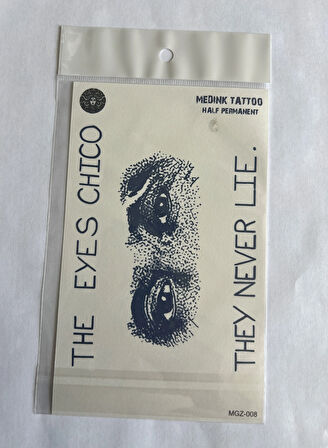 MEDINK TATTOO
HALF PERMANENT
THE EYES CHICO
THEY NEVER LIE.
MGZ-008